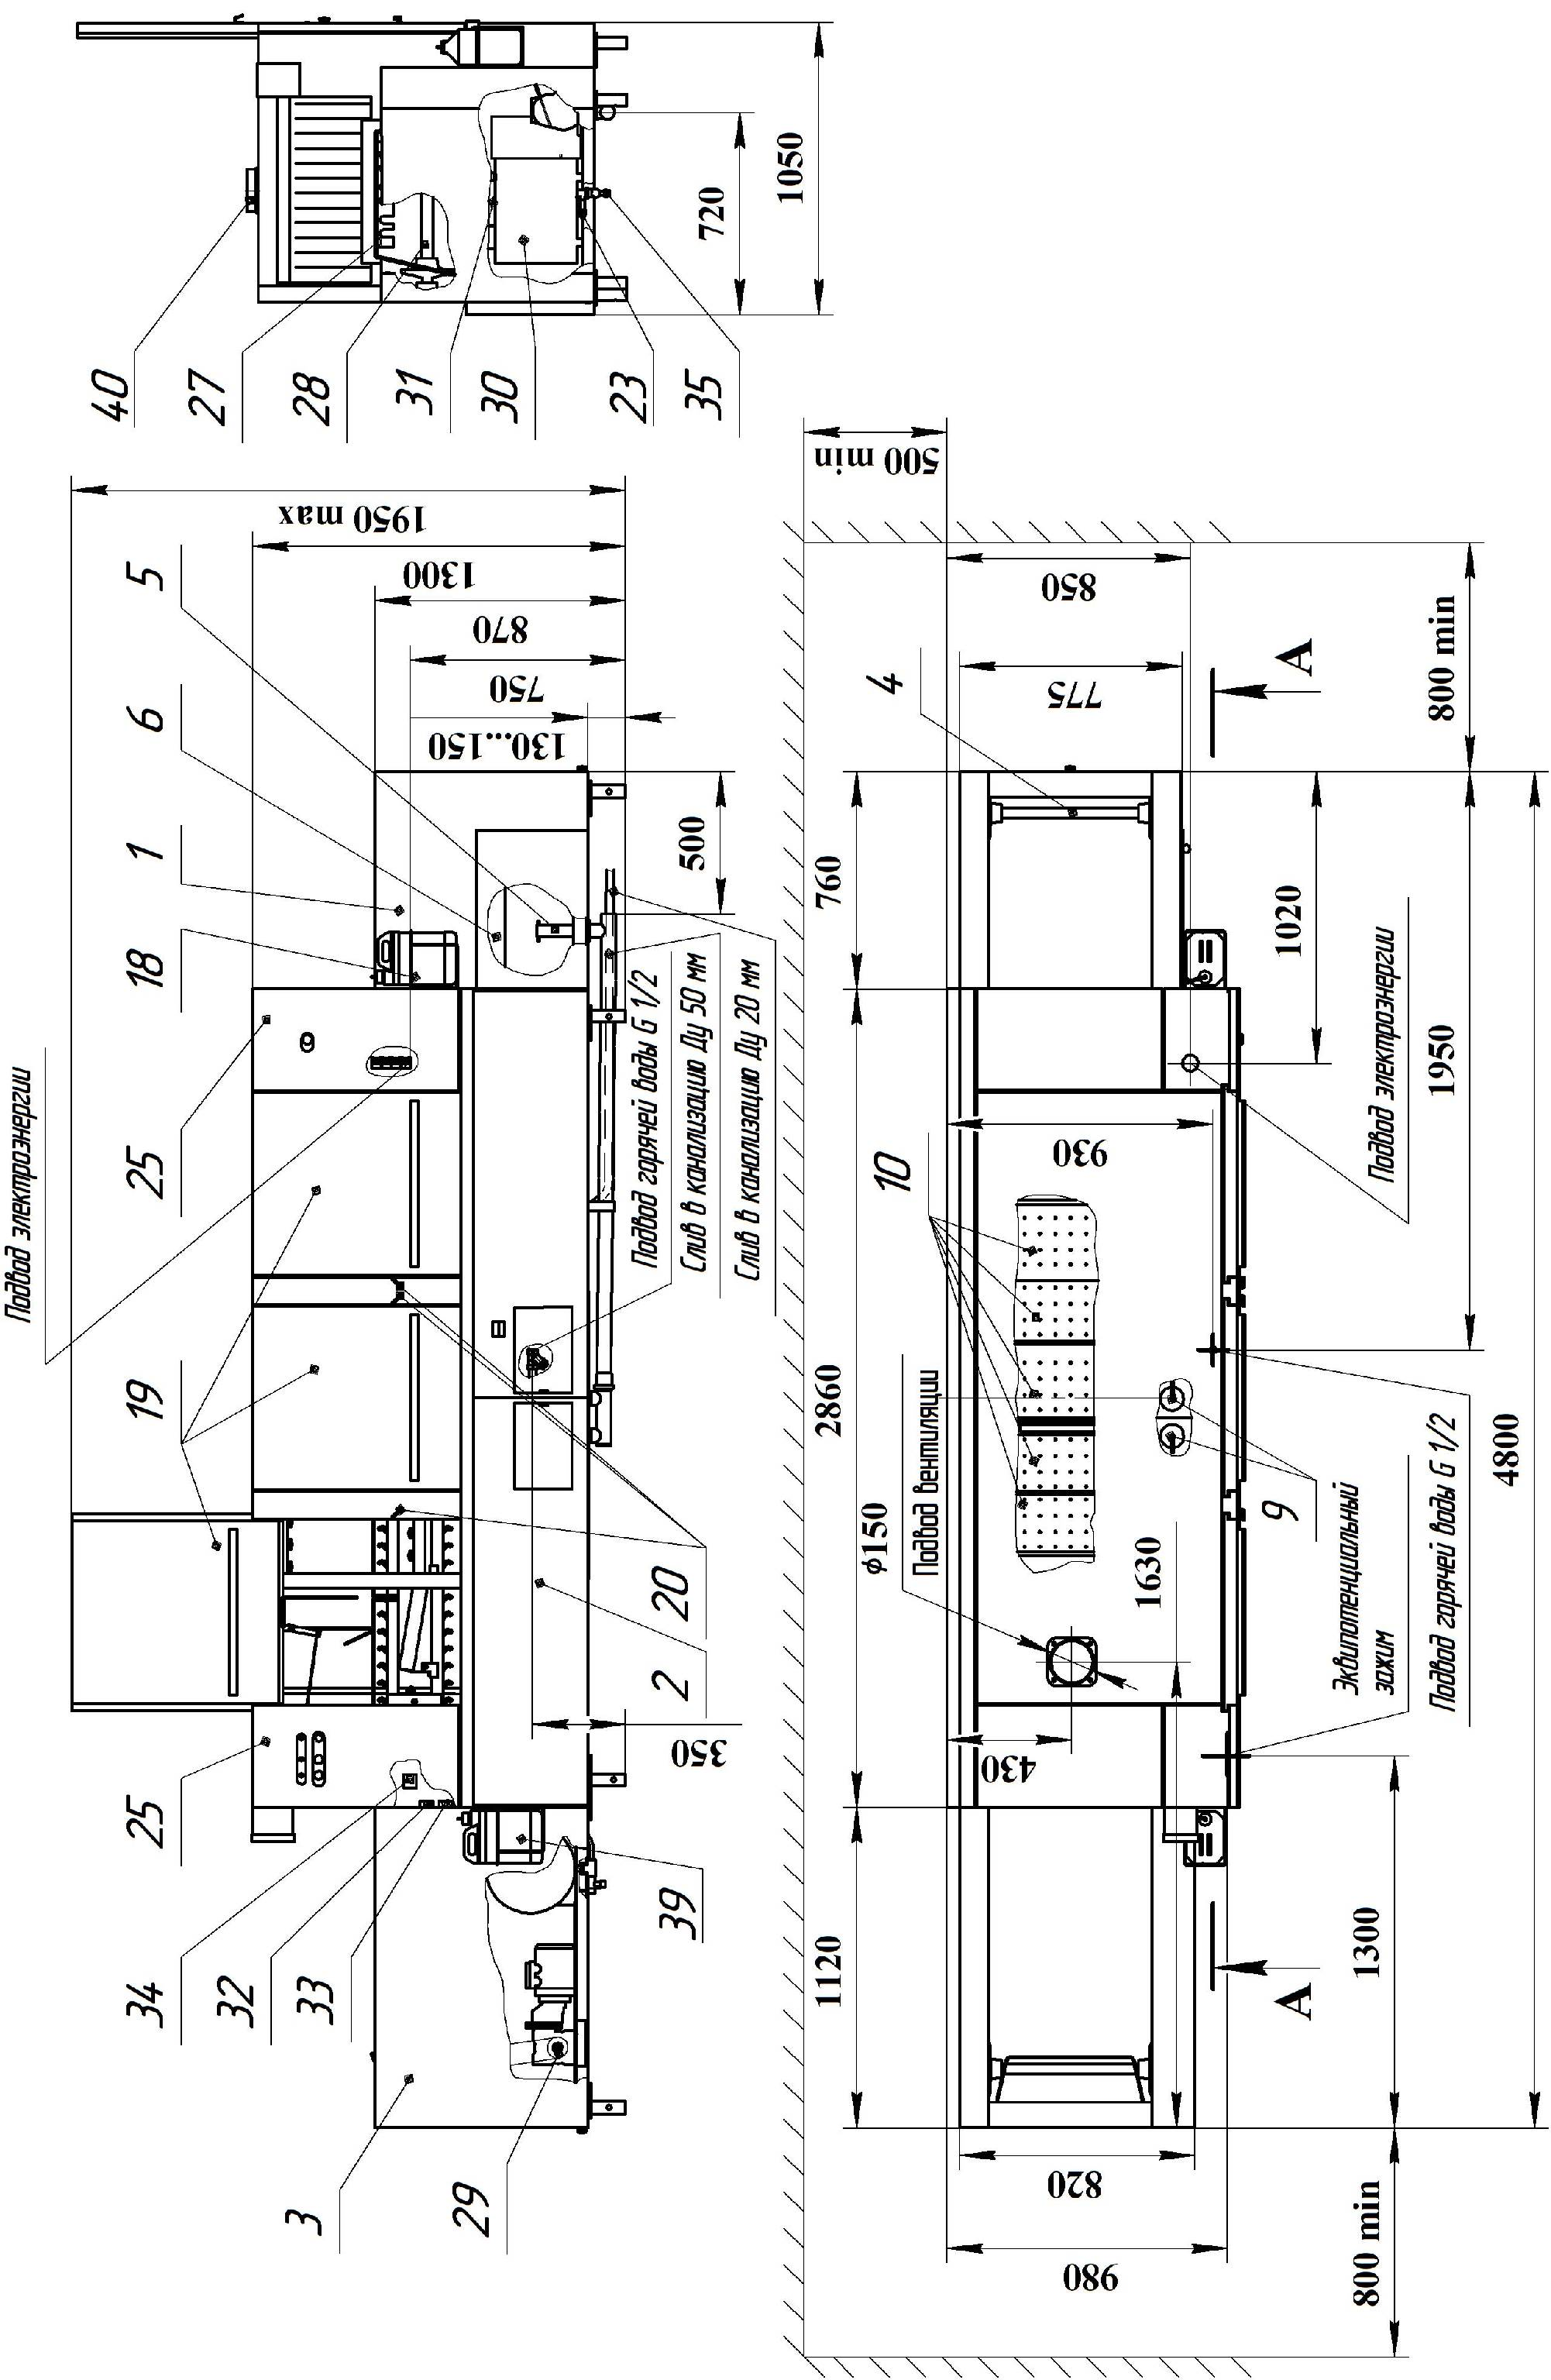 40
27
28
31
30
23
35
720
1050
Подвод электроэнергии
34
32
33
3
29
25
19
25
18
1
6
5
1950 max
1300
870
750
130...150
500
Подвод горячей воды G 1/2
Слив в канализацию Ду 50 мм
Слив в канализацию Ду 20 мм
20
2
350
39
500 min
1120
2860
760
ϕ150
Подвод вентиляции
10
4
850
775
930
430
1630
820
980
A
A
9
1020
Подвод электроэнергии
1950
Эквипотенциальный
зажим
Подвод горячей воды G 1/2
1300
4800
800 min
800 min